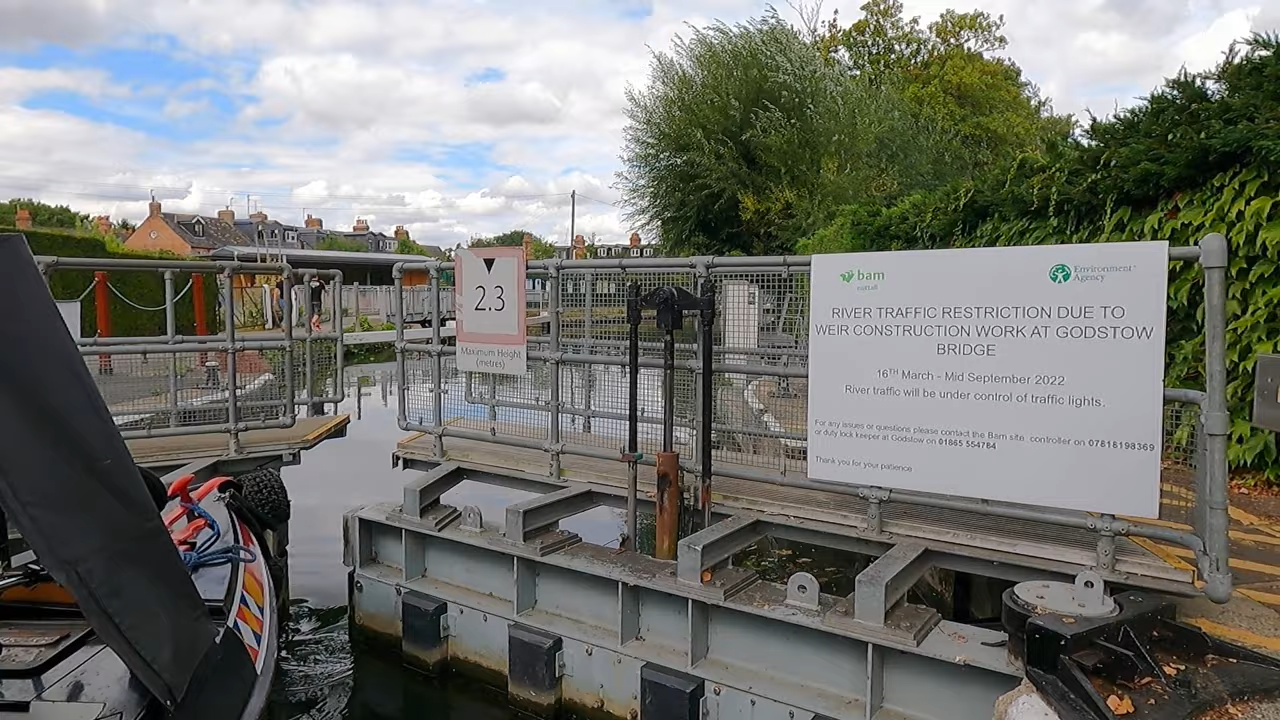 2.3
Maximum Height
(metres)
bam
nuttall
Environment
Agency
RIVER TRAFFIC RESTRICTION DUE TO
WEIR CONSTRUCTION WORK AT GODSTOW
BRIDGE
16TH March - Mid September 2022
River traffic will be under control of traffic lights.
For any issues or questions please contact the Bam site controller on 07818198369
or duty lock keeper at Godstow on 01865 554784
Thank you for your patience